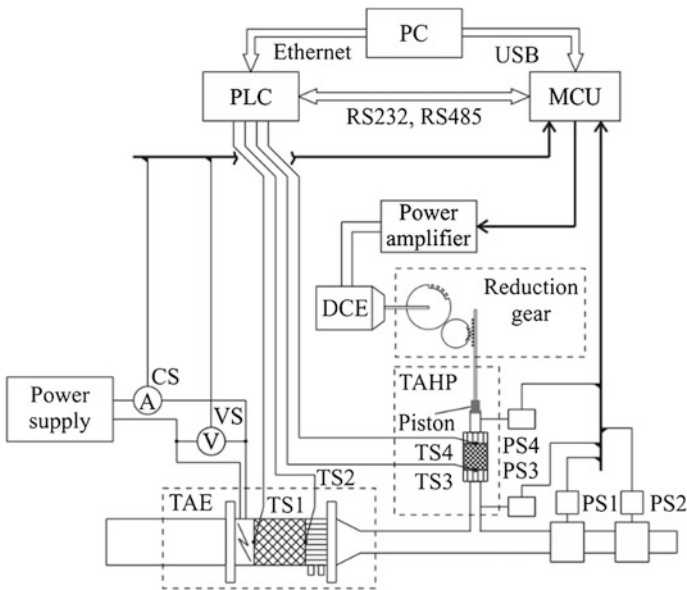 PC
Ethernet
USB
PLC
MCU
RS232, RS485
Power
amplifier
DCE
Reduction
gear
CS
TAHP
Power
supply
A
VS
V
Piston
TS4
PS4
TS3
PS3
TS2
TAE
TS1
PS1
PS2